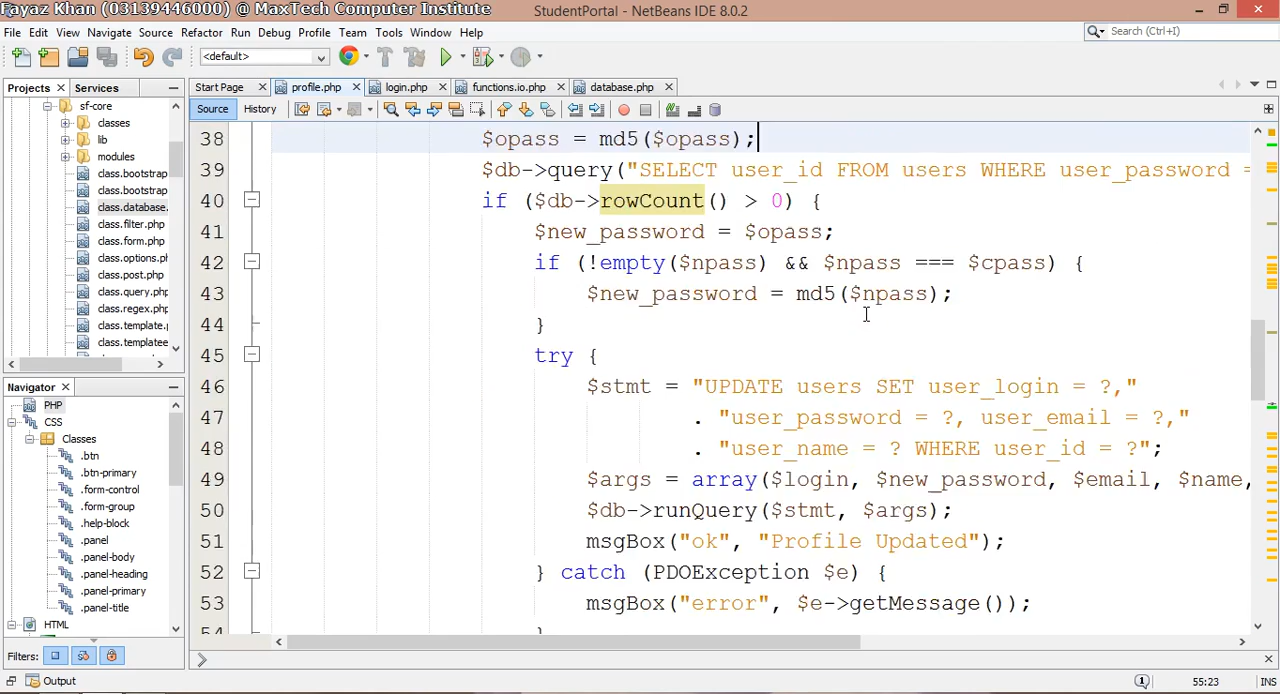 Fayaz Khan (03139446000) @ MaxTech Computer Institute
StudentPortal - NetBeans IDE 8.0.2
File Edit View Navigate Source Refactor Run Debug Profile Team Tools Window Help
Search (Ctrl+I)
<default>
Projects Services
Start Page profile.php login.php functions.io.php database.php
Source History
sf-core
classes
lib
modules
class.bootstrap
class.bootstrap
class.database.
class.filter.php
class.form.php
class.options.php
class.post.php
class.query.php
class.regex.php
class.template.
class.templatee
38 $opass = md5($opass);
39 $db->query("SELECT user_id FROM users WHERE user_password =
40 if ($db->rowCount() > 0) {
41 $new_password = $opass;
42 if (!empty($npass) && $npass === $cpass) {
43 $new_password = md5($npass);
44 }
45 try {
46 $stmt = "UPDATE users SET user_login = ?,"
47 . "user_password = ?, user_email = ?,"
48 . "user_name = ? WHERE user_id = ?";
49 $args = array($login, $new_password, $email, $name,
50 $db->runQuery($stmt, $args);
51 msgBox("ok", "Profile Updated");
52 } catch (PDOException $e) {
53 msgBox("error", $e->getMessage());
54 }
Navigator
PHP
CSS
Classes
.btn
.btn-primary
.form-control
.form-group
.help-block
.panel
.panel-body
.panel-heading
.panel-primary
.panel-title
HTML
Filters:
Output
1
55:23
INS